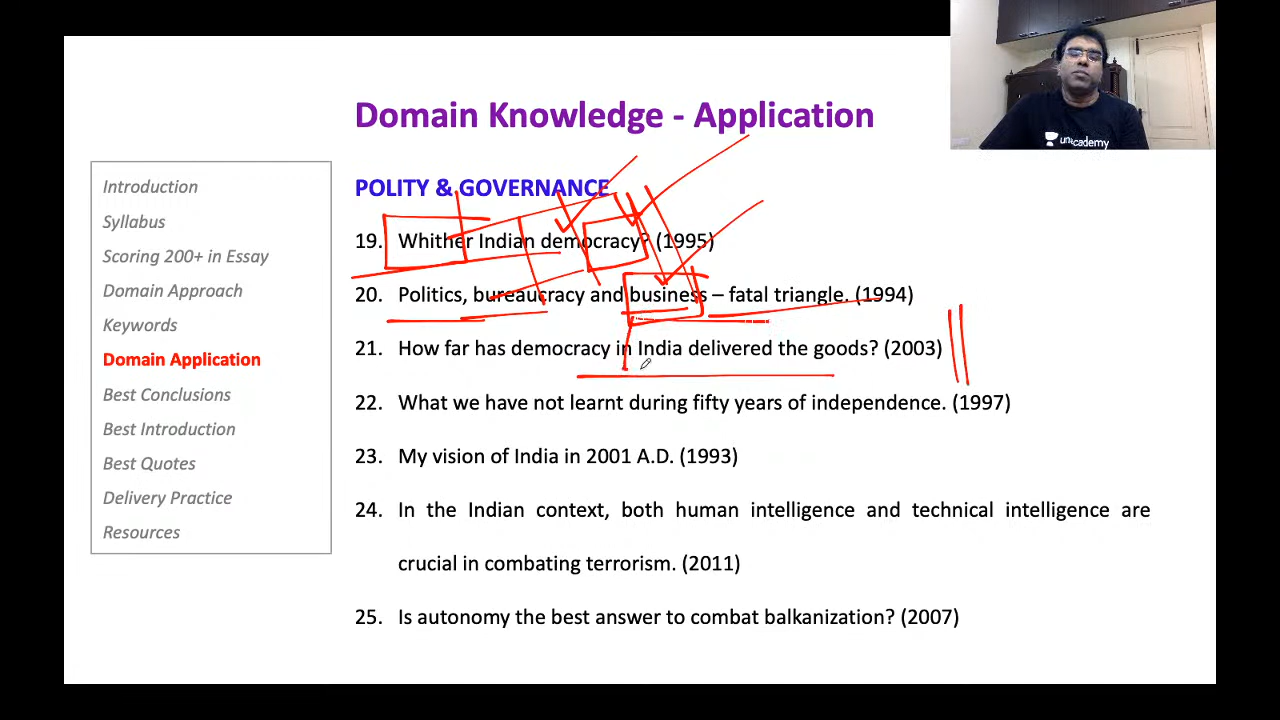 Domain Knowledge - Application
unacademy
Introduction
Syllabus
Scoring 200+ in Essay
Domain Approach
Keywords
Domain Application
Best Conclusions
Best Introduction
Best Quotes
Delivery Practice
Resources
POLITY & GOVERNANCE
19. Whither Indian democracy? (1995)
20. Politics, bureaucracy and business – fatal triangle. (1994)
21. How far has democracy in India delivered the goods? (2003)
22. What we have not learnt during fifty years of independence. (1997)
23. My vision of India in 2001 A.D. (1993)
24. In the Indian context, both human intelligence and technical intelligence are
crucial in combating terrorism. (2011)
25. Is autonomy the best answer to combat balkanization? (2007)